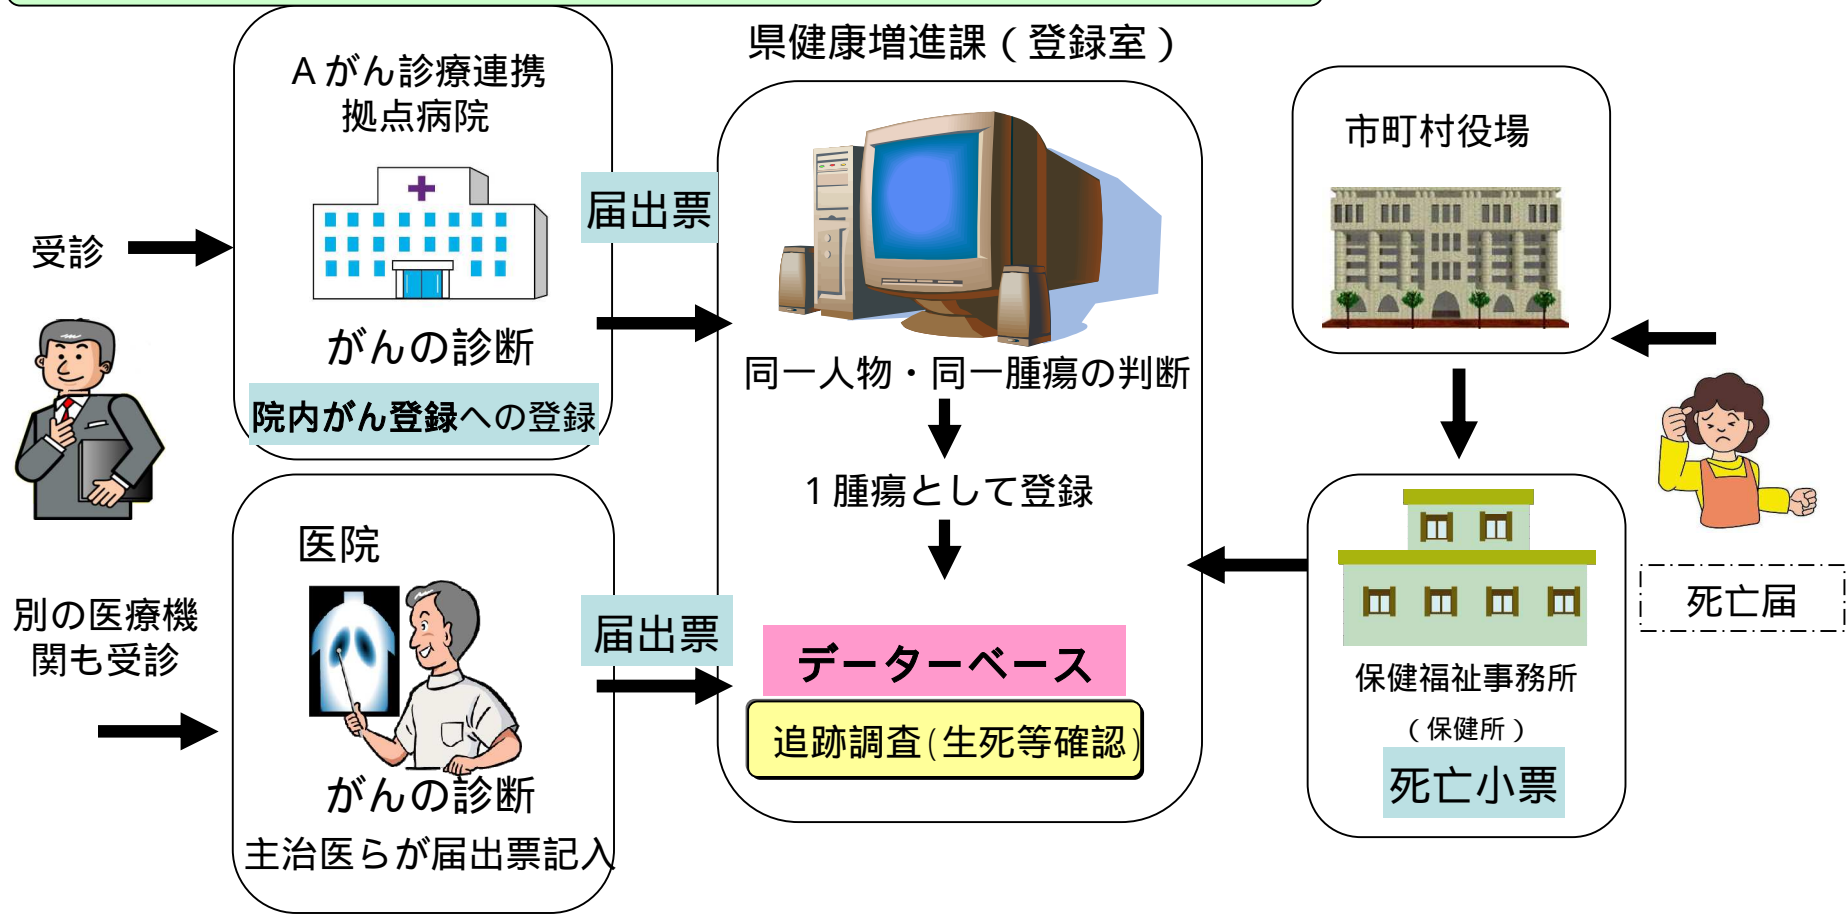 県健康増進課（登録室）
Aがん診療連携
拠点病院
受診
がんの診断
院内がん登録への登録
届出票
別の医療機
関も受診
医院
がんの診断
主治医らが届出票記入
届出票
同一人物・同一腫瘍の判断
1腫瘍として登録
データーベース
追跡調査(生死等確認)
市町村役場
死亡届
保健福祉事務所
（保健所）
死亡小票